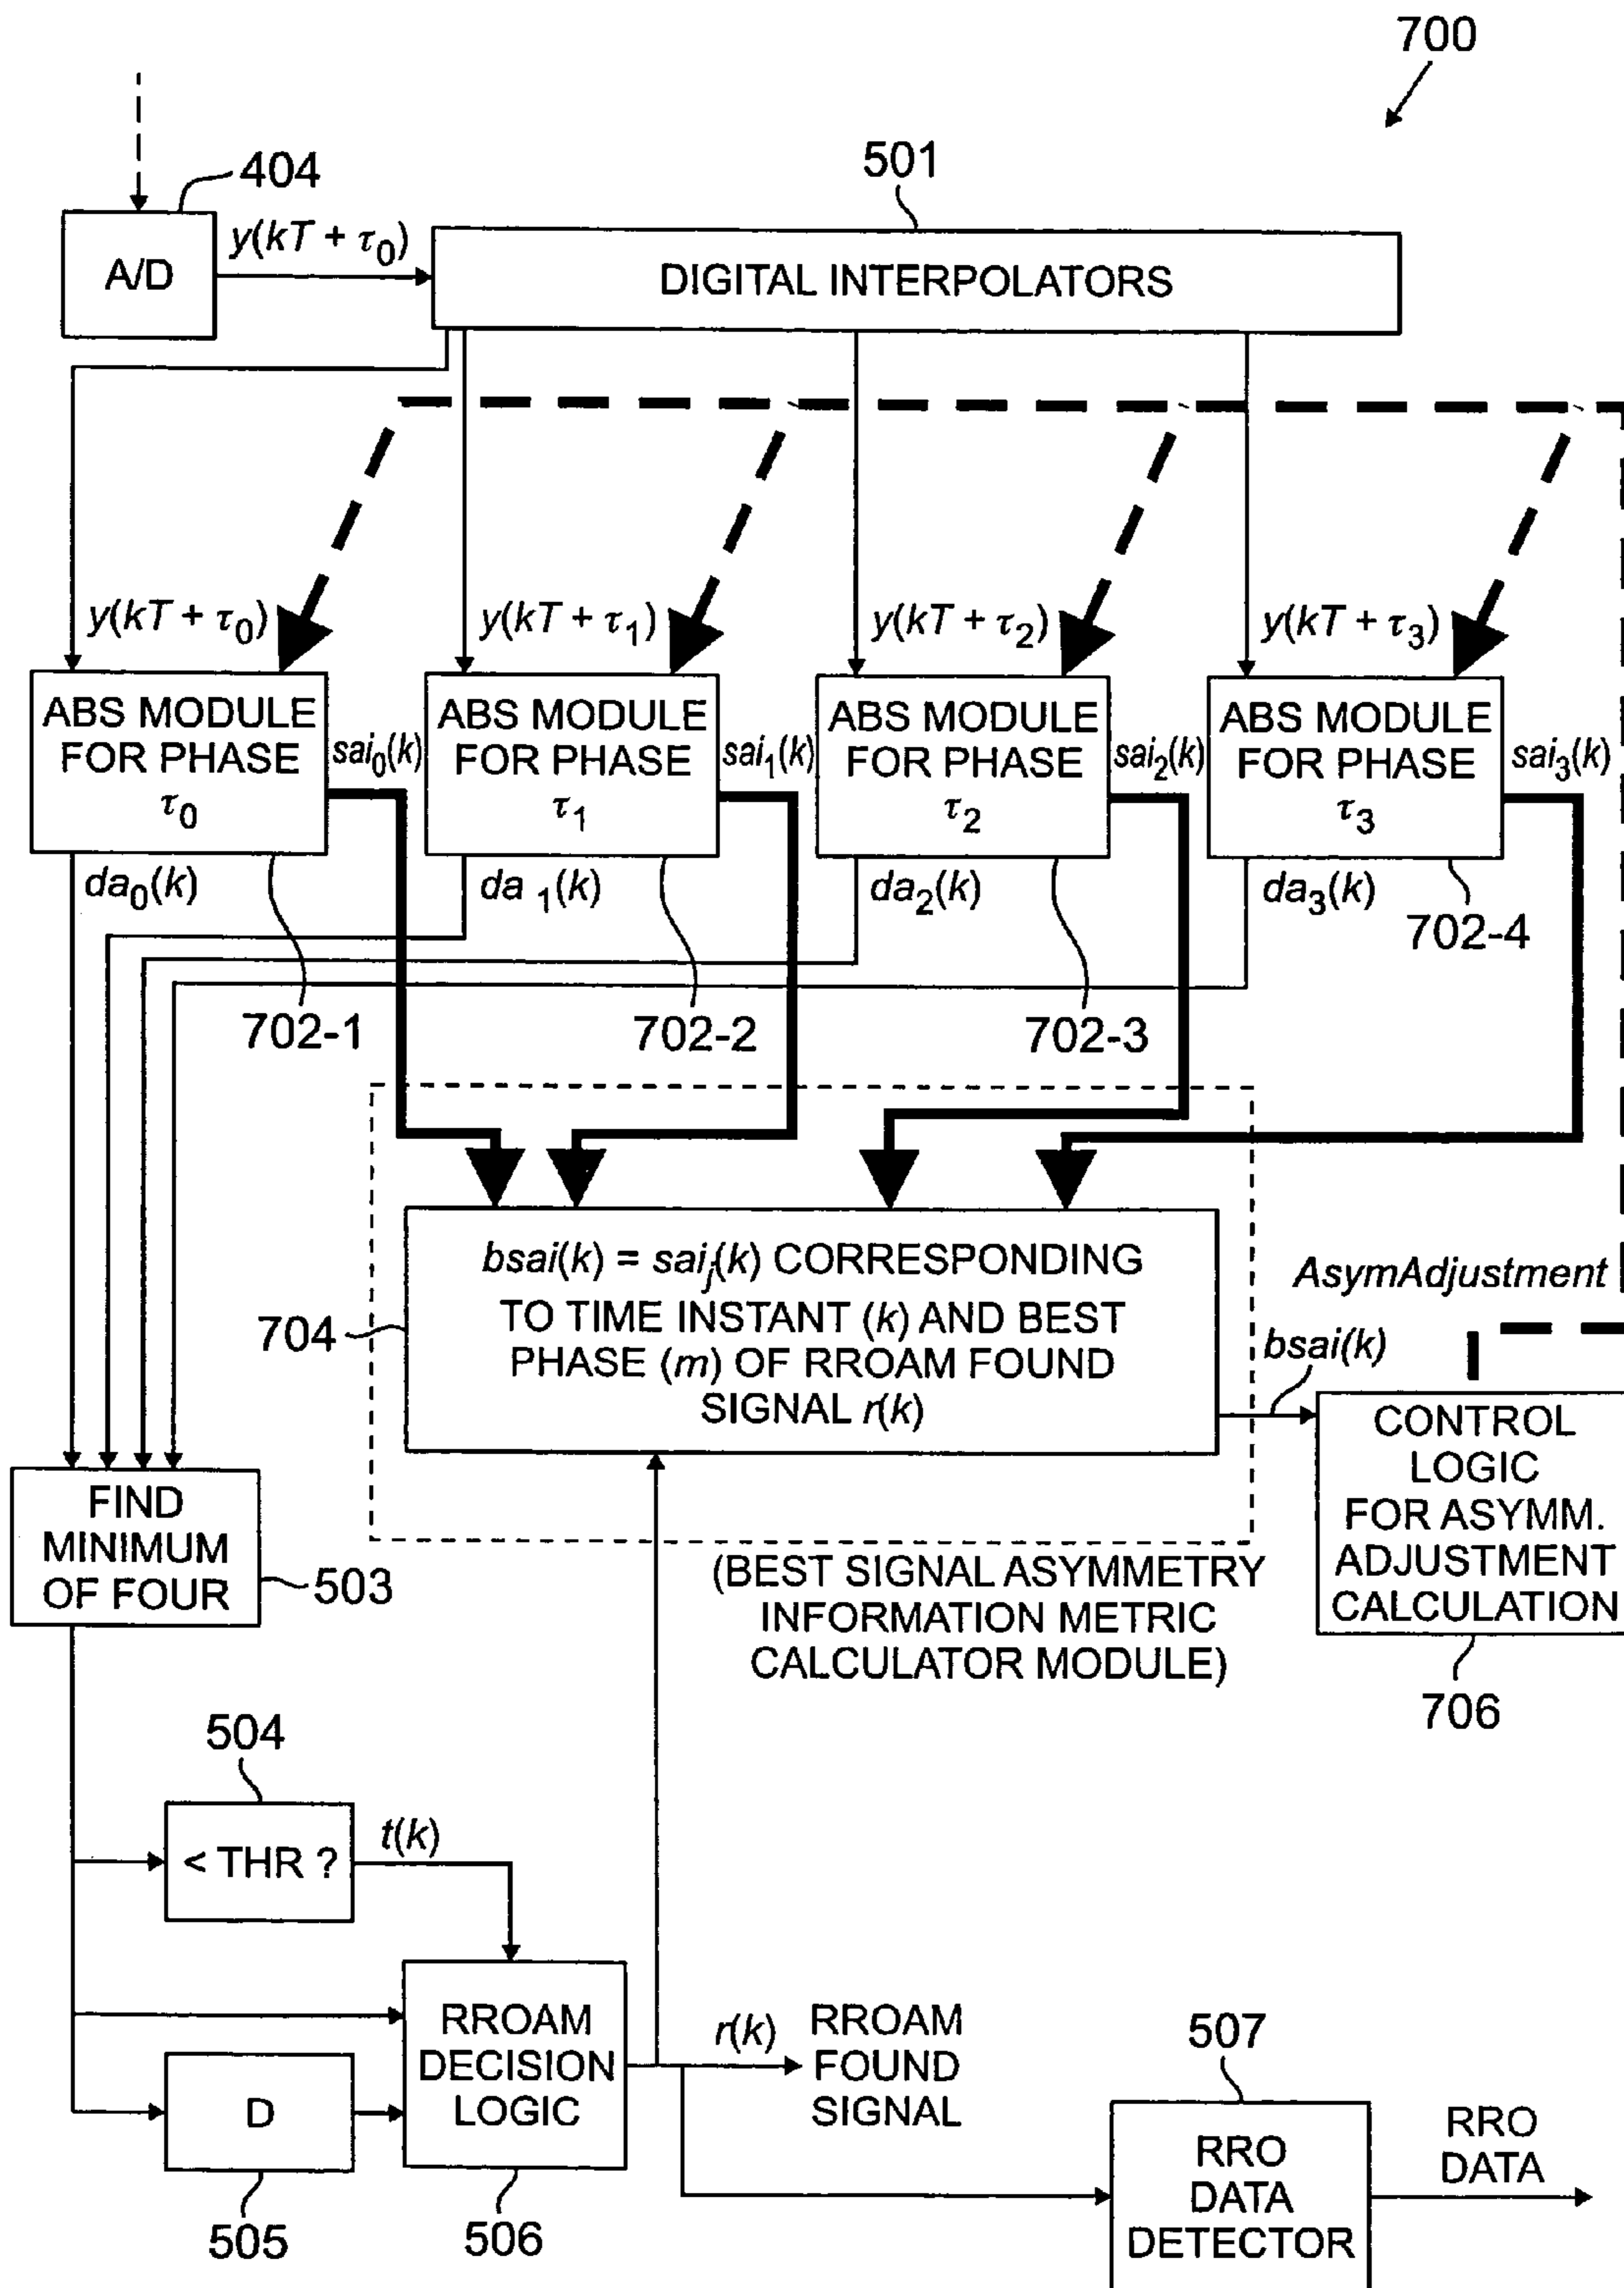 700
404
501
A/D
y(kT + τ0)
DIGITAL INTERPOLATORS
y(kT + τ0)
y(kT + τ1)
y(kT + τ2)
y(kT + τ3)
ABS MODULE
FOR PHASE
τ0
sai0(k)
ABS MODULE
FOR PHASE
τ1
sai1(k)
ABS MODULE
FOR PHASE
τ2
sai2(k)
ABS MODULE
FOR PHASE
τ3
sai3(k)
da0(k)
da 1(k)
da2(k)
da3(k)
702-1
702-2
702-3
702-4
bsai(k) = saij(k) CORRESPONDING
TO TIME INSTANT (k) AND BEST
PHASE (m) OF RROAM FOUND
SIGNAL r(k)
704
AsymAdjustment
bsai(k)
CONTROL
LOGIC
FOR ASYMM.
ADJUSTMENT
CALCULATION
706
FIND
MINIMUM
OF FOUR
503
(BEST SIGNAL ASYMMETRY
INFORMATION METRIC
CALCULATOR MODULE)
504
< THR ?
t(k)
D
505
RROAM
DECISION
LOGIC
506
r(k)
RROAM
FOUND
SIGNAL
507
RRO
DATA
DETECTOR
RRO
DATA